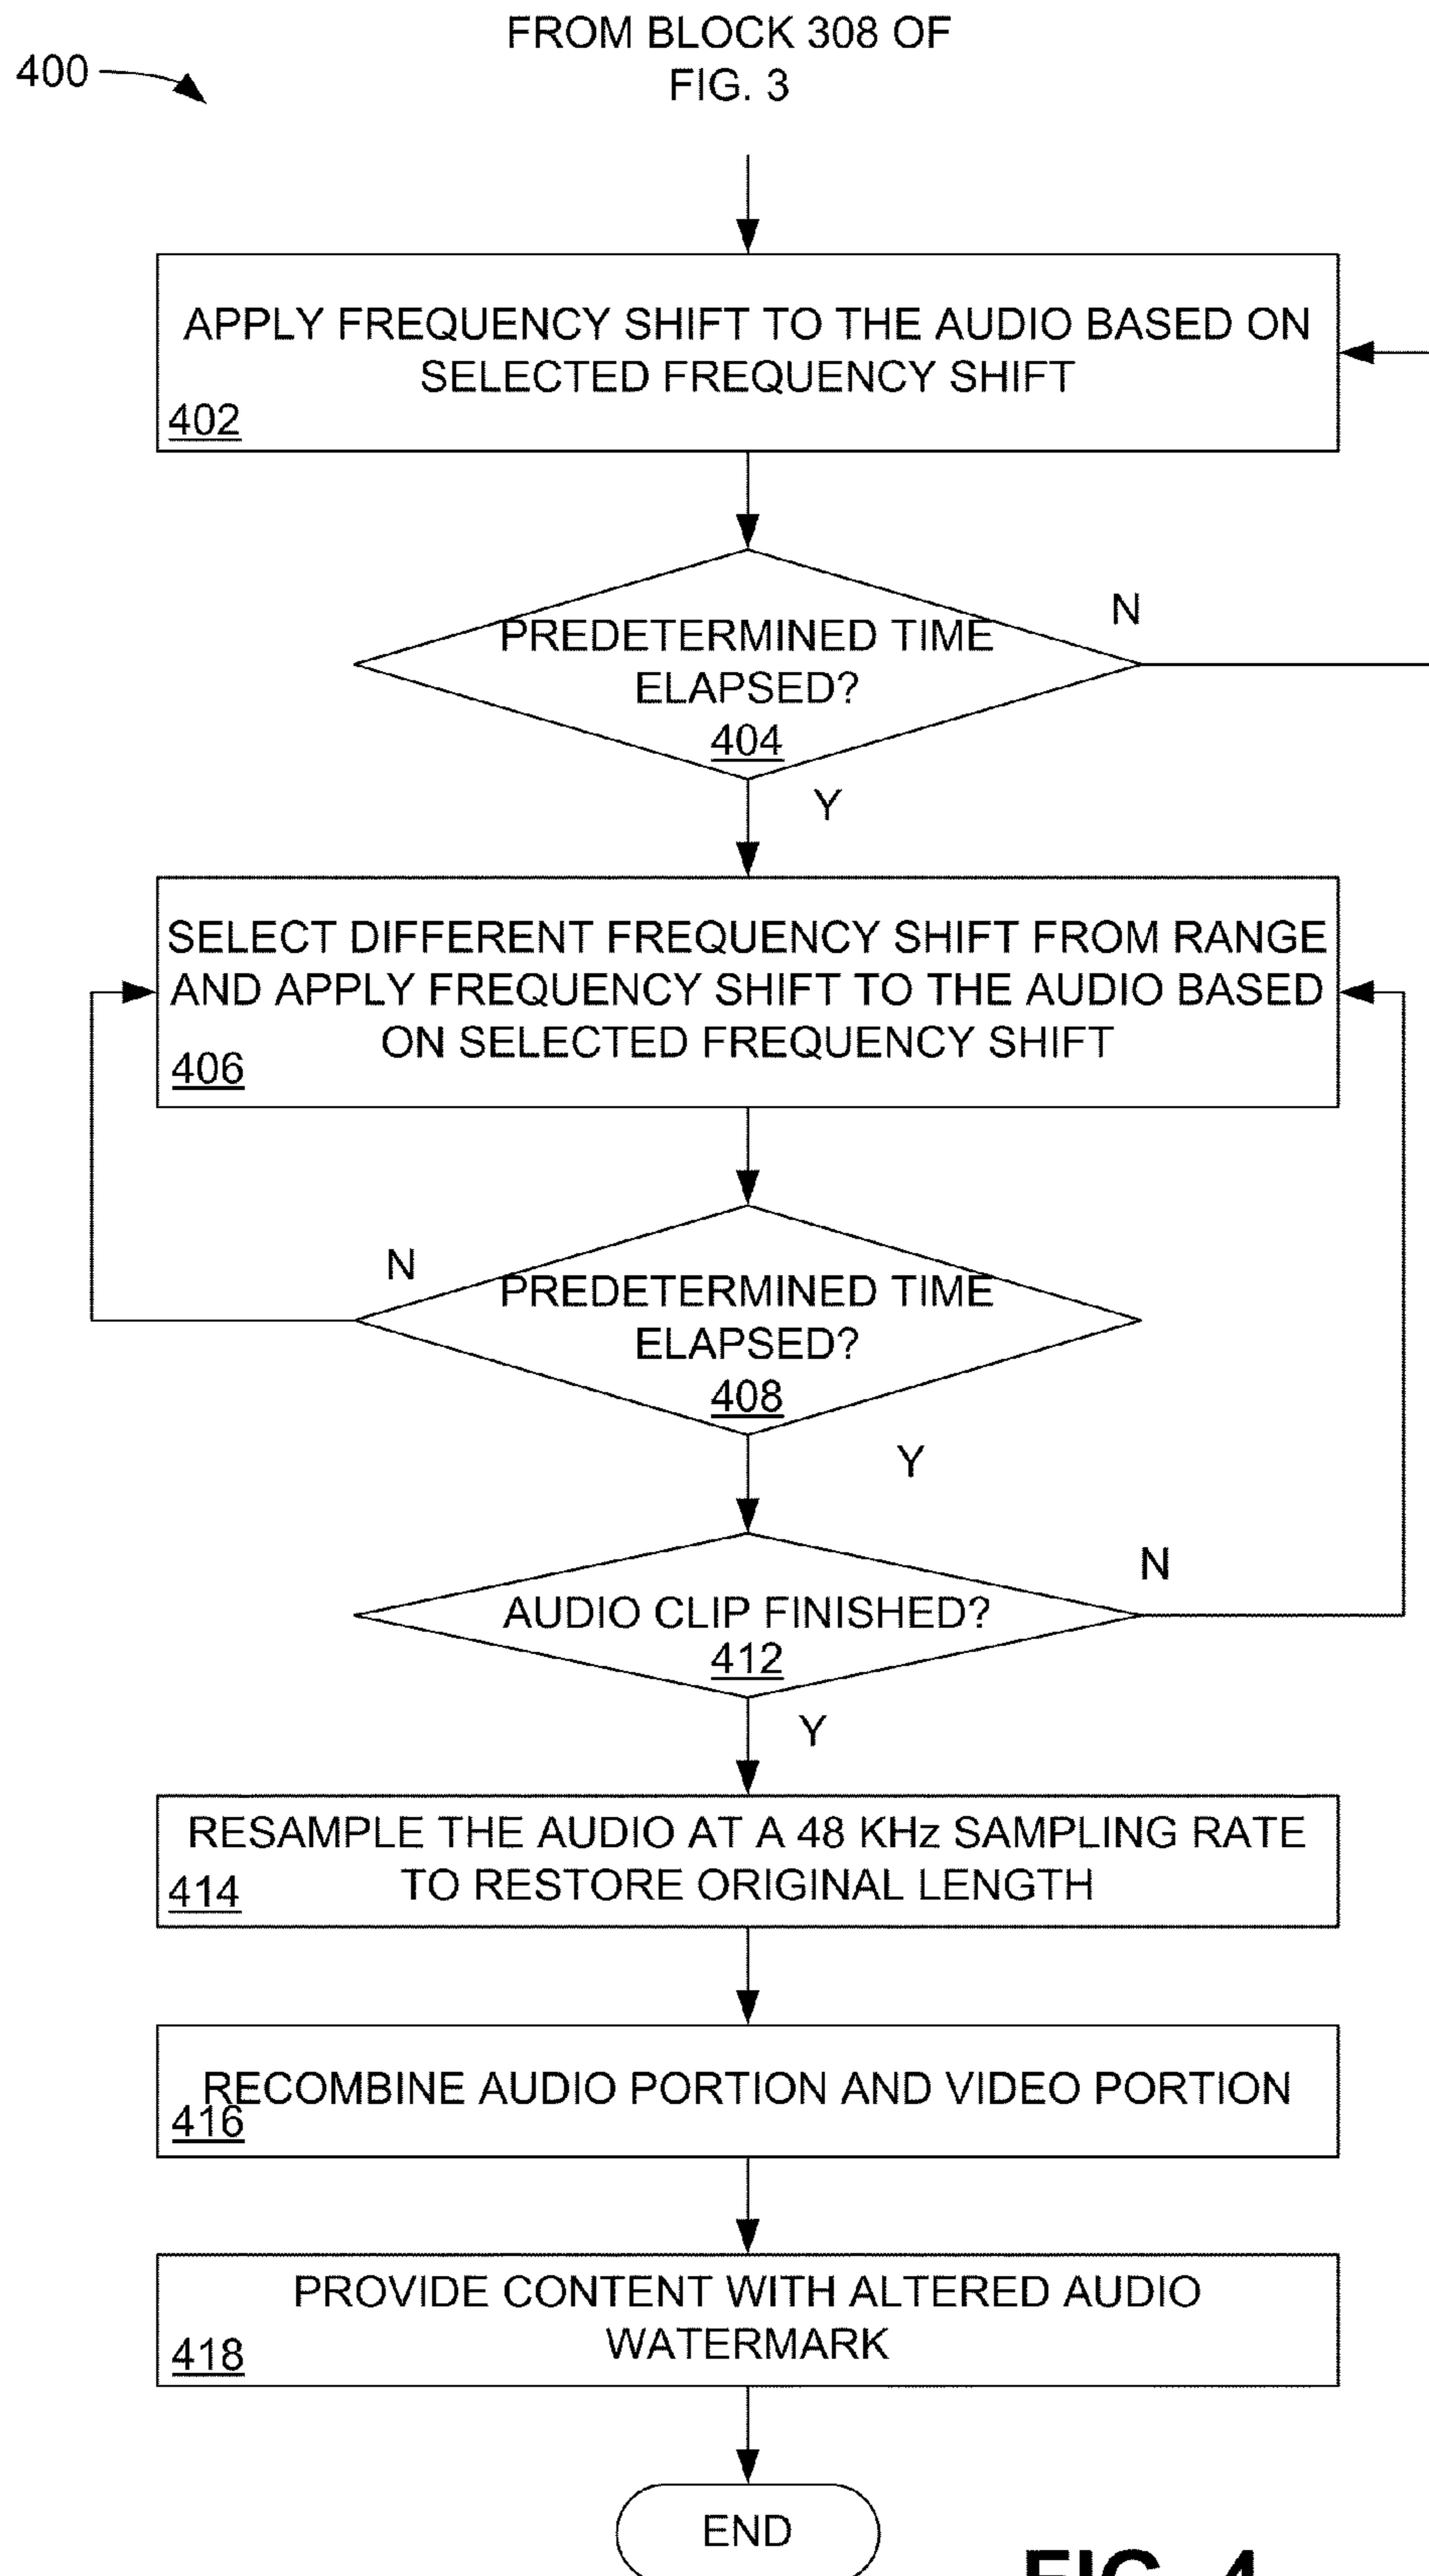 FROM BLOCK 308 OF
FIG. 3
400
APPLY FREQUENCY SHIFT TO THE AUDIO BASED ON
SELECTED FREQUENCY SHIFT
402
N
PREDETERMINED TIME
ELAPSED?
404
Y
SELECT DIFFERENT FREQUENCY SHIFT FROM RANGE
AND APPLY FREQUENCY SHIFT TO THE AUDIO BASED
ON SELECTED FREQUENCY SHIFT
406
N
PREDETERMINED TIME
ELAPSED?
408
Y
N
AUDIO CLIP FINISHED?
412
Y
RESAMPLE THE AUDIO AT A 48 KHz SAMPLING RATE
TO RESTORE ORIGINAL LENGTH
414
RECOMBINE AUDIO PORTION AND VIDEO PORTION
416
PROVIDE CONTENT WITH ALTERED AUDIO
WATERMARK
418
END
FIG. 4